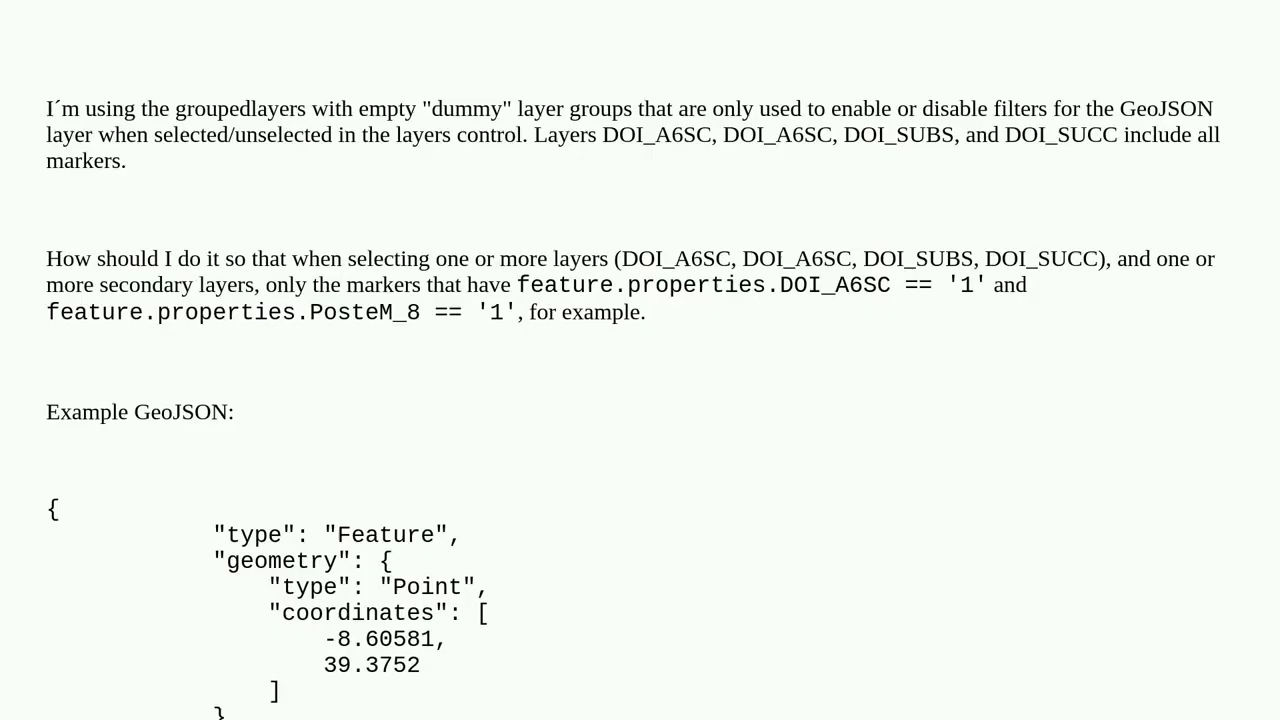 I´m using the groupedlayers with empty "dummy" layer groups that are only used to enable or disable filters for the GeoJSON
layer when selected/unselected in the layers control. Layers DOI_A6SC, DOI_A6SC, DOI_SUBS, and DOI_SUCC include all
markers.
How should I do it so that when selecting one or more layers (DOI_A6SC, DOI_A6SC, DOI_SUBS, DOI_SUCC), and one or
more secondary layers, only the markers that have feature.properties.DOI_A6SC == '1' and
feature.properties.PosteM_8 == '1', for example.
Example GeoJSON:
{
"type": "Feature",
"geometry": {
"type": "Point",
"coordinates": [
-8.60581,
39.3752
]
}